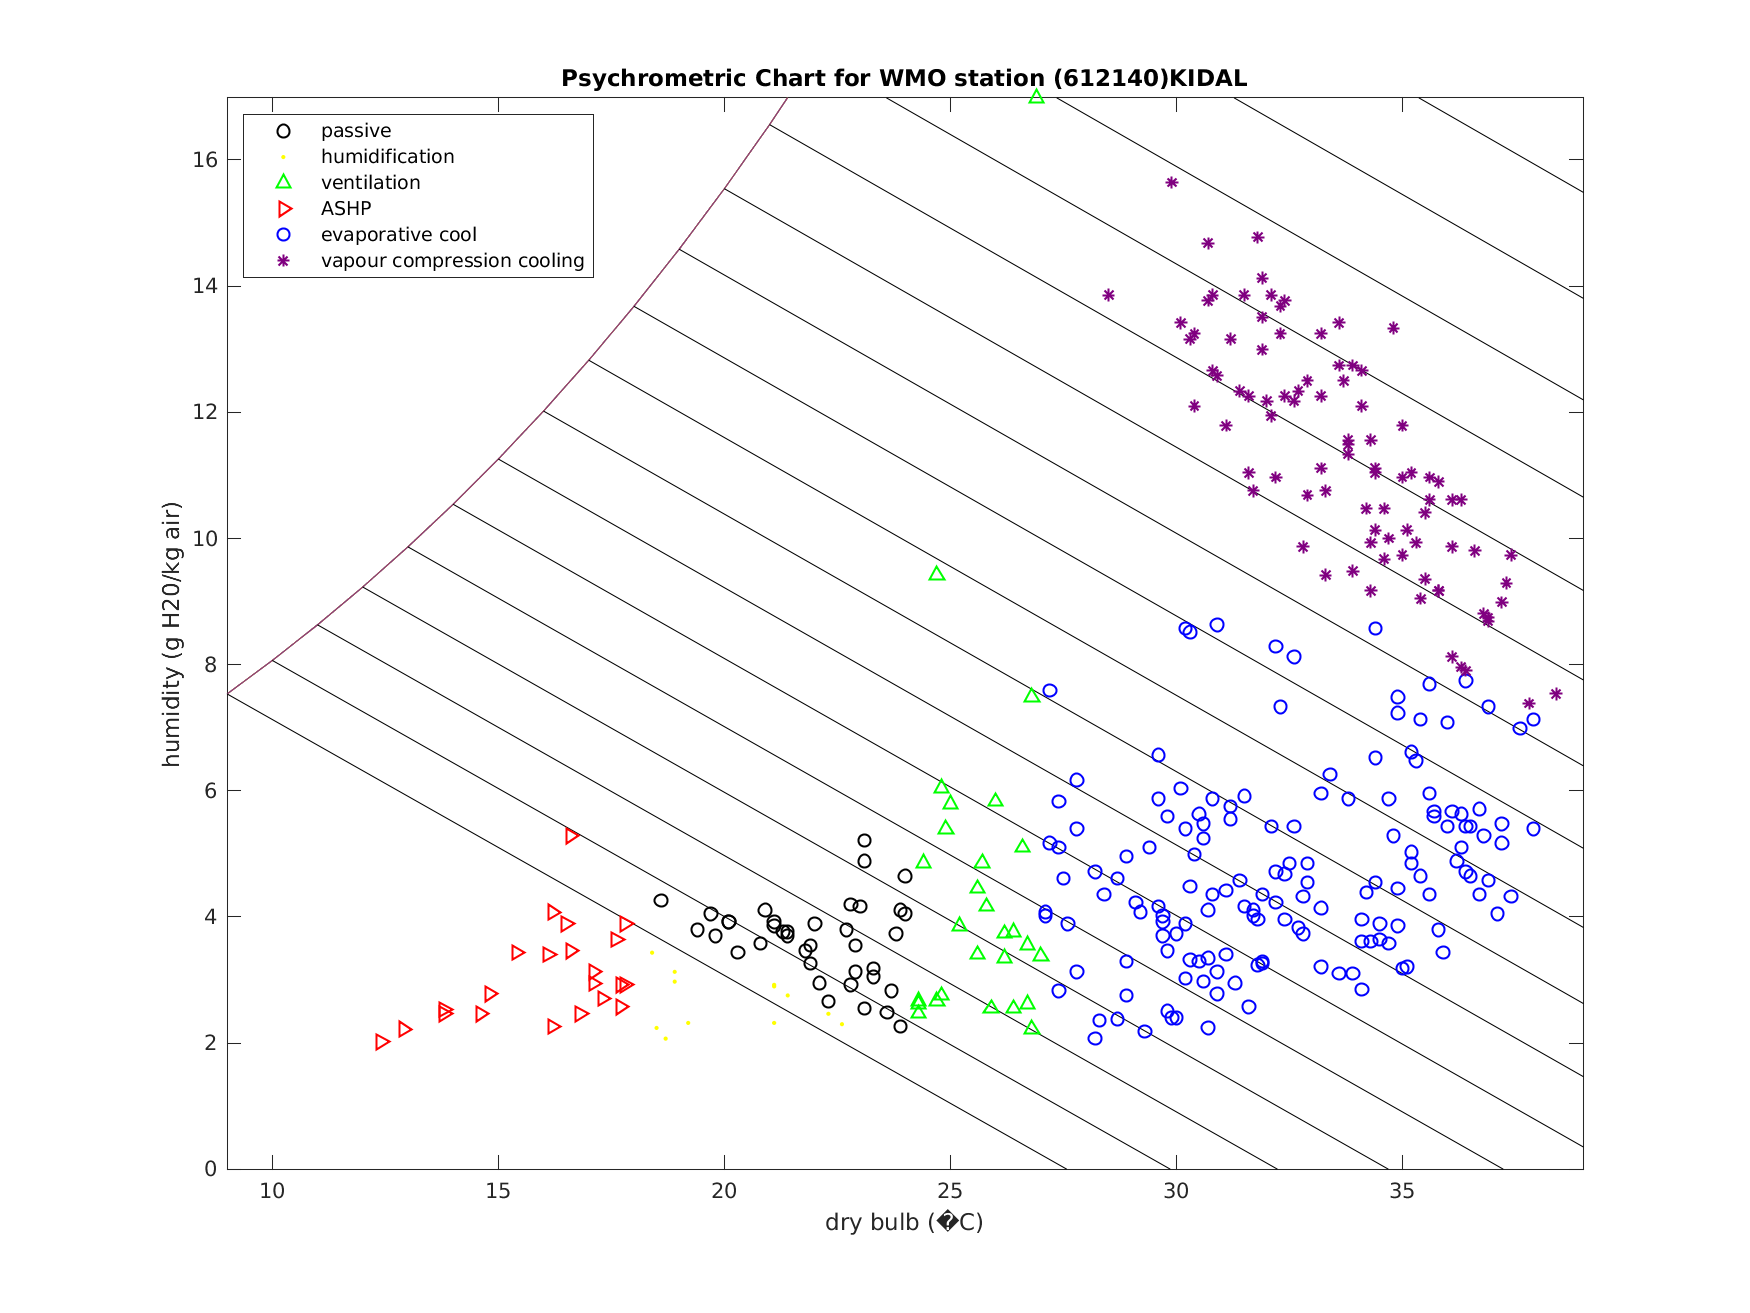 Psychrometric Chart for WMO station (612140)KIDAL
passive
humidification
ventilation
ASHP
evaporative cool
vapour compression cooling
humidity (g H20/kg air)
16
14
12
10
8
6
4
2
0
10 15 20 25 30 35
dry bulb (�C)